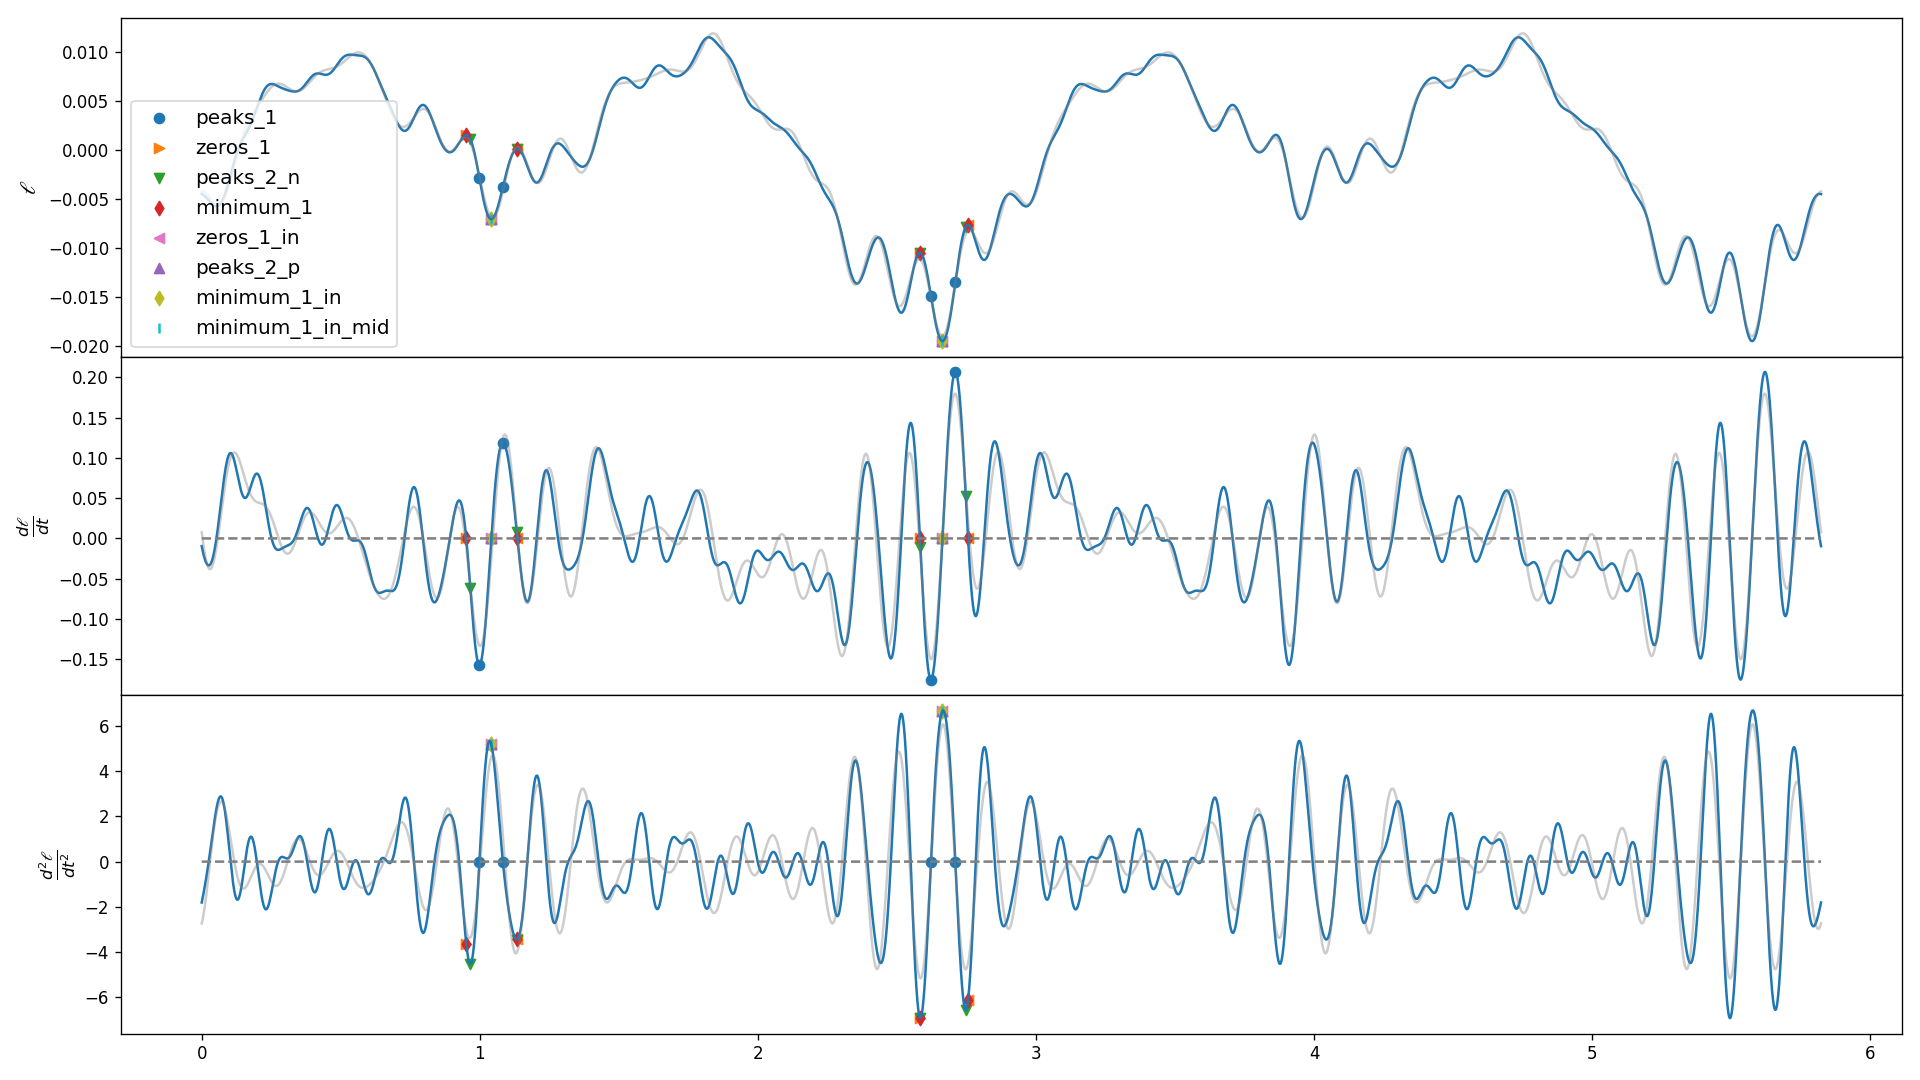 0.010
0.005
0.000
−0.005
−0.010
−0.015
−0.020
ℓ
peaks_1
zeros_1
peaks_2_n
minimum_1
zeros_1_in
peaks_2_p
minimum_1_in
minimum_1_in_mid
0.20
0.15
0.10
0.05
0.00
−0.05
−0.10
−0.15
dℓ
dt
6
4
2
0
−2
−4
−6
d²ℓ
dt²
0 1 2 3 4 5 6